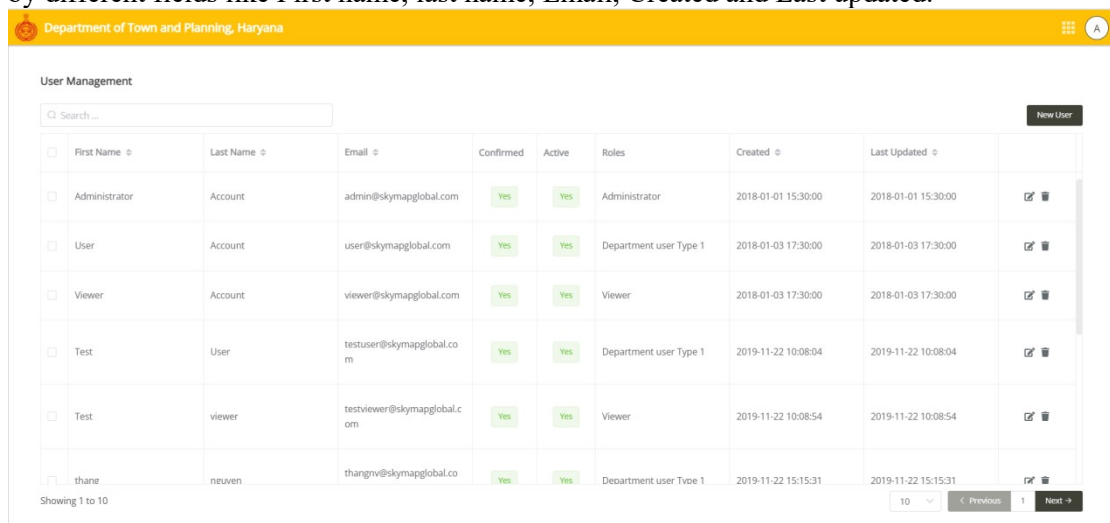 by different fields like First name, last name, Email, Created and Last updated.
Department of Town and Planning, Haryana
A
User Management
Search ...
New User
First Name Last Name Email Confirmed Active Roles Created Last Updated
Administrator Account admin@skymapglobal.com Yes Yes Administrator 2018-01-01 15:30:00 2018-01-01 15:30:00
User Account user@skymapglobal.com Yes Yes Department user Type 1 2018-01-03 17:30:00 2018-01-03 17:30:00
Viewer Account viewer@skymapglobal.com Yes Yes Viewer 2018-01-03 17:30:00 2018-01-03 17:30:00
Test User testuser@skymapglobal.co
m Yes Yes Department user Type 1 2019-11-22 10:08:04 2019-11-22 10:08:04
Test viewer testviewer@skymapglobal.c
om Yes Yes Viewer 2019-11-22 10:08:54 2019-11-22 10:08:54
thang nguyen thangnv@skymapglobal.co Yes Yes Department user Type 1 2019-11-22 15:15:31 2019-11-22 15:15:31
Showing 1 to 10
10 < Previous 1 Next →